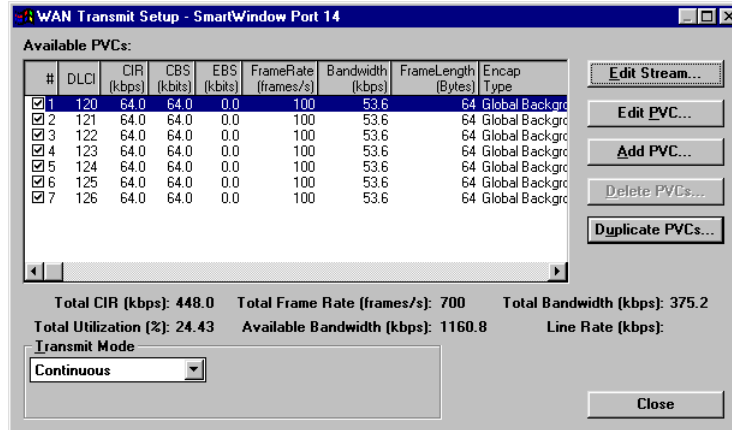 WAN Transmit Setup - SmartWindow Port 14
Available PVCs:
# DLCI CIR (kbps) CBS (kbits) EBS (kbits) FrameRate (frames/s) Bandwidth (kbps) FrameLength (Bytes) Encap Type
1 120 64.0 64.0 0.0 100 53.6 64 Global Backgro
2 121 64.0 64.0 0.0 100 53.6 64 Global Backgro
3 122 64.0 64.0 0.0 100 53.6 64 Global Backgro
4 123 64.0 64.0 0.0 100 53.6 64 Global Backgro
5 124 64.0 64.0 0.0 100 53.6 64 Global Backgro
6 125 64.0 64.0 0.0 100 53.6 64 Global Backgro
7 126 64.0 64.0 0.0 100 53.6 64 Global Backgro
Edit Stream...
Edit PVC...
Add PVC...
Delete PVCs...
Duplicate PVCs...
Total CIR (kbps): 448.0 Total Frame Rate (frames/s): 700 Total Bandwidth (kbps): 375.2
Total Utilization (%): 24.43 Available Bandwidth (kbps): 1160.8 Line Rate (kbps):
Transmit Mode
Continuous
Close